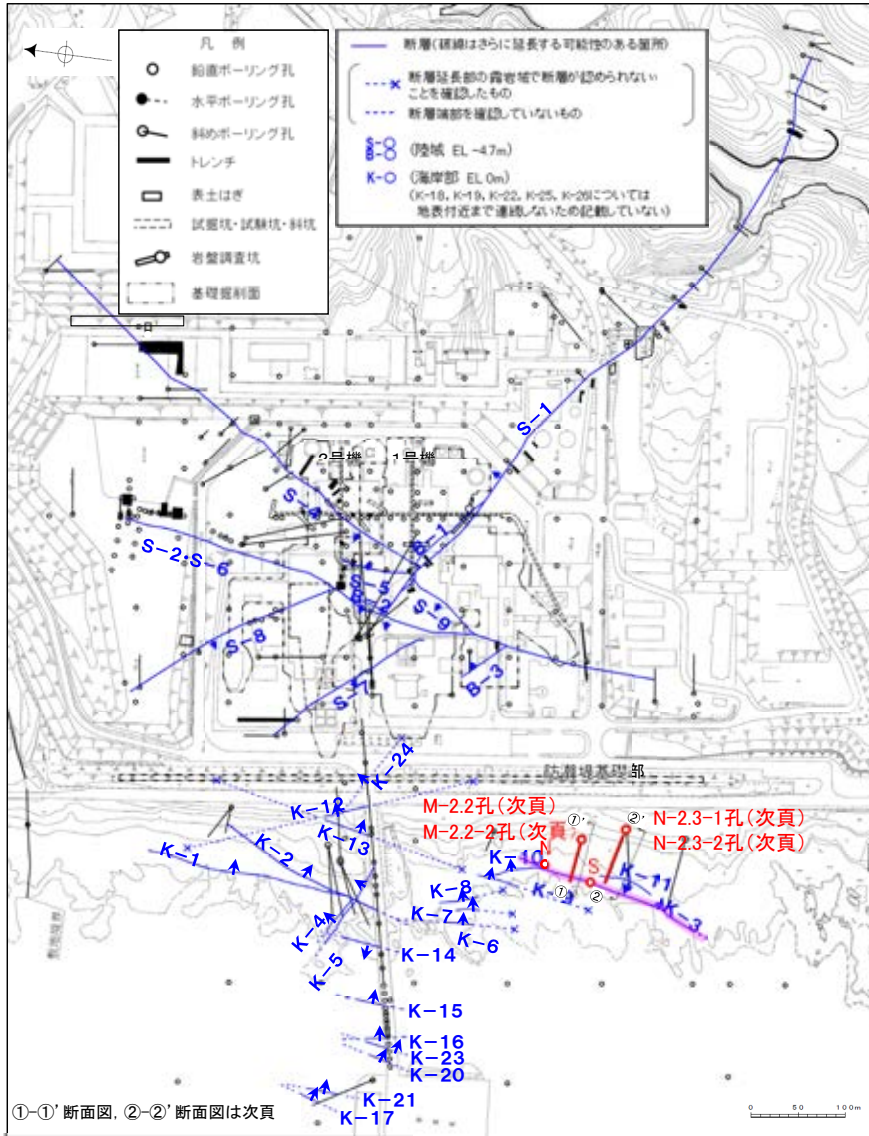 凡 例
鉛直ボーリング孔
水平ボーリング孔
斜めボーリング孔
トレンチ
表土はぎ
試掘坑・試験坑・斜坑
岩盤調査坑
基礎掘削面
断層(破線はさらに延長する可能性のある箇所)
断層延長部の露岩域で断層が認められない
ことを確認したもの
断層端部を確認していないもの
S-○
B-○
(陸域 EL -4.7m)
K-○
(海岸部 EL 0m)
(K-18, K-19, K-22, K-25, K-26については
地表付近まで連続しないため記載していない)
S-1
2号機
1号機
S-4
B-1
S-2・S-6
S-5
B-2
S-9
S-8
S-7
B-3
K-24
防潮堤基礎部
M-2.2孔(次頁)
M-2.2-2孔(次頁)
N-2.3-1孔(次頁)
N-2.3-2孔(次頁)
①'
②'
K-12
K-13
K-1
K-2
K-10
N
S
K-11
K-8
①
②
K-3
K-4
K-7
K-6
K-5
K-14
K-15
K-16
K-23
K-20
K-21
K-17
①-①' 断面図, ②-②' 断面図は次頁
0 50 100m